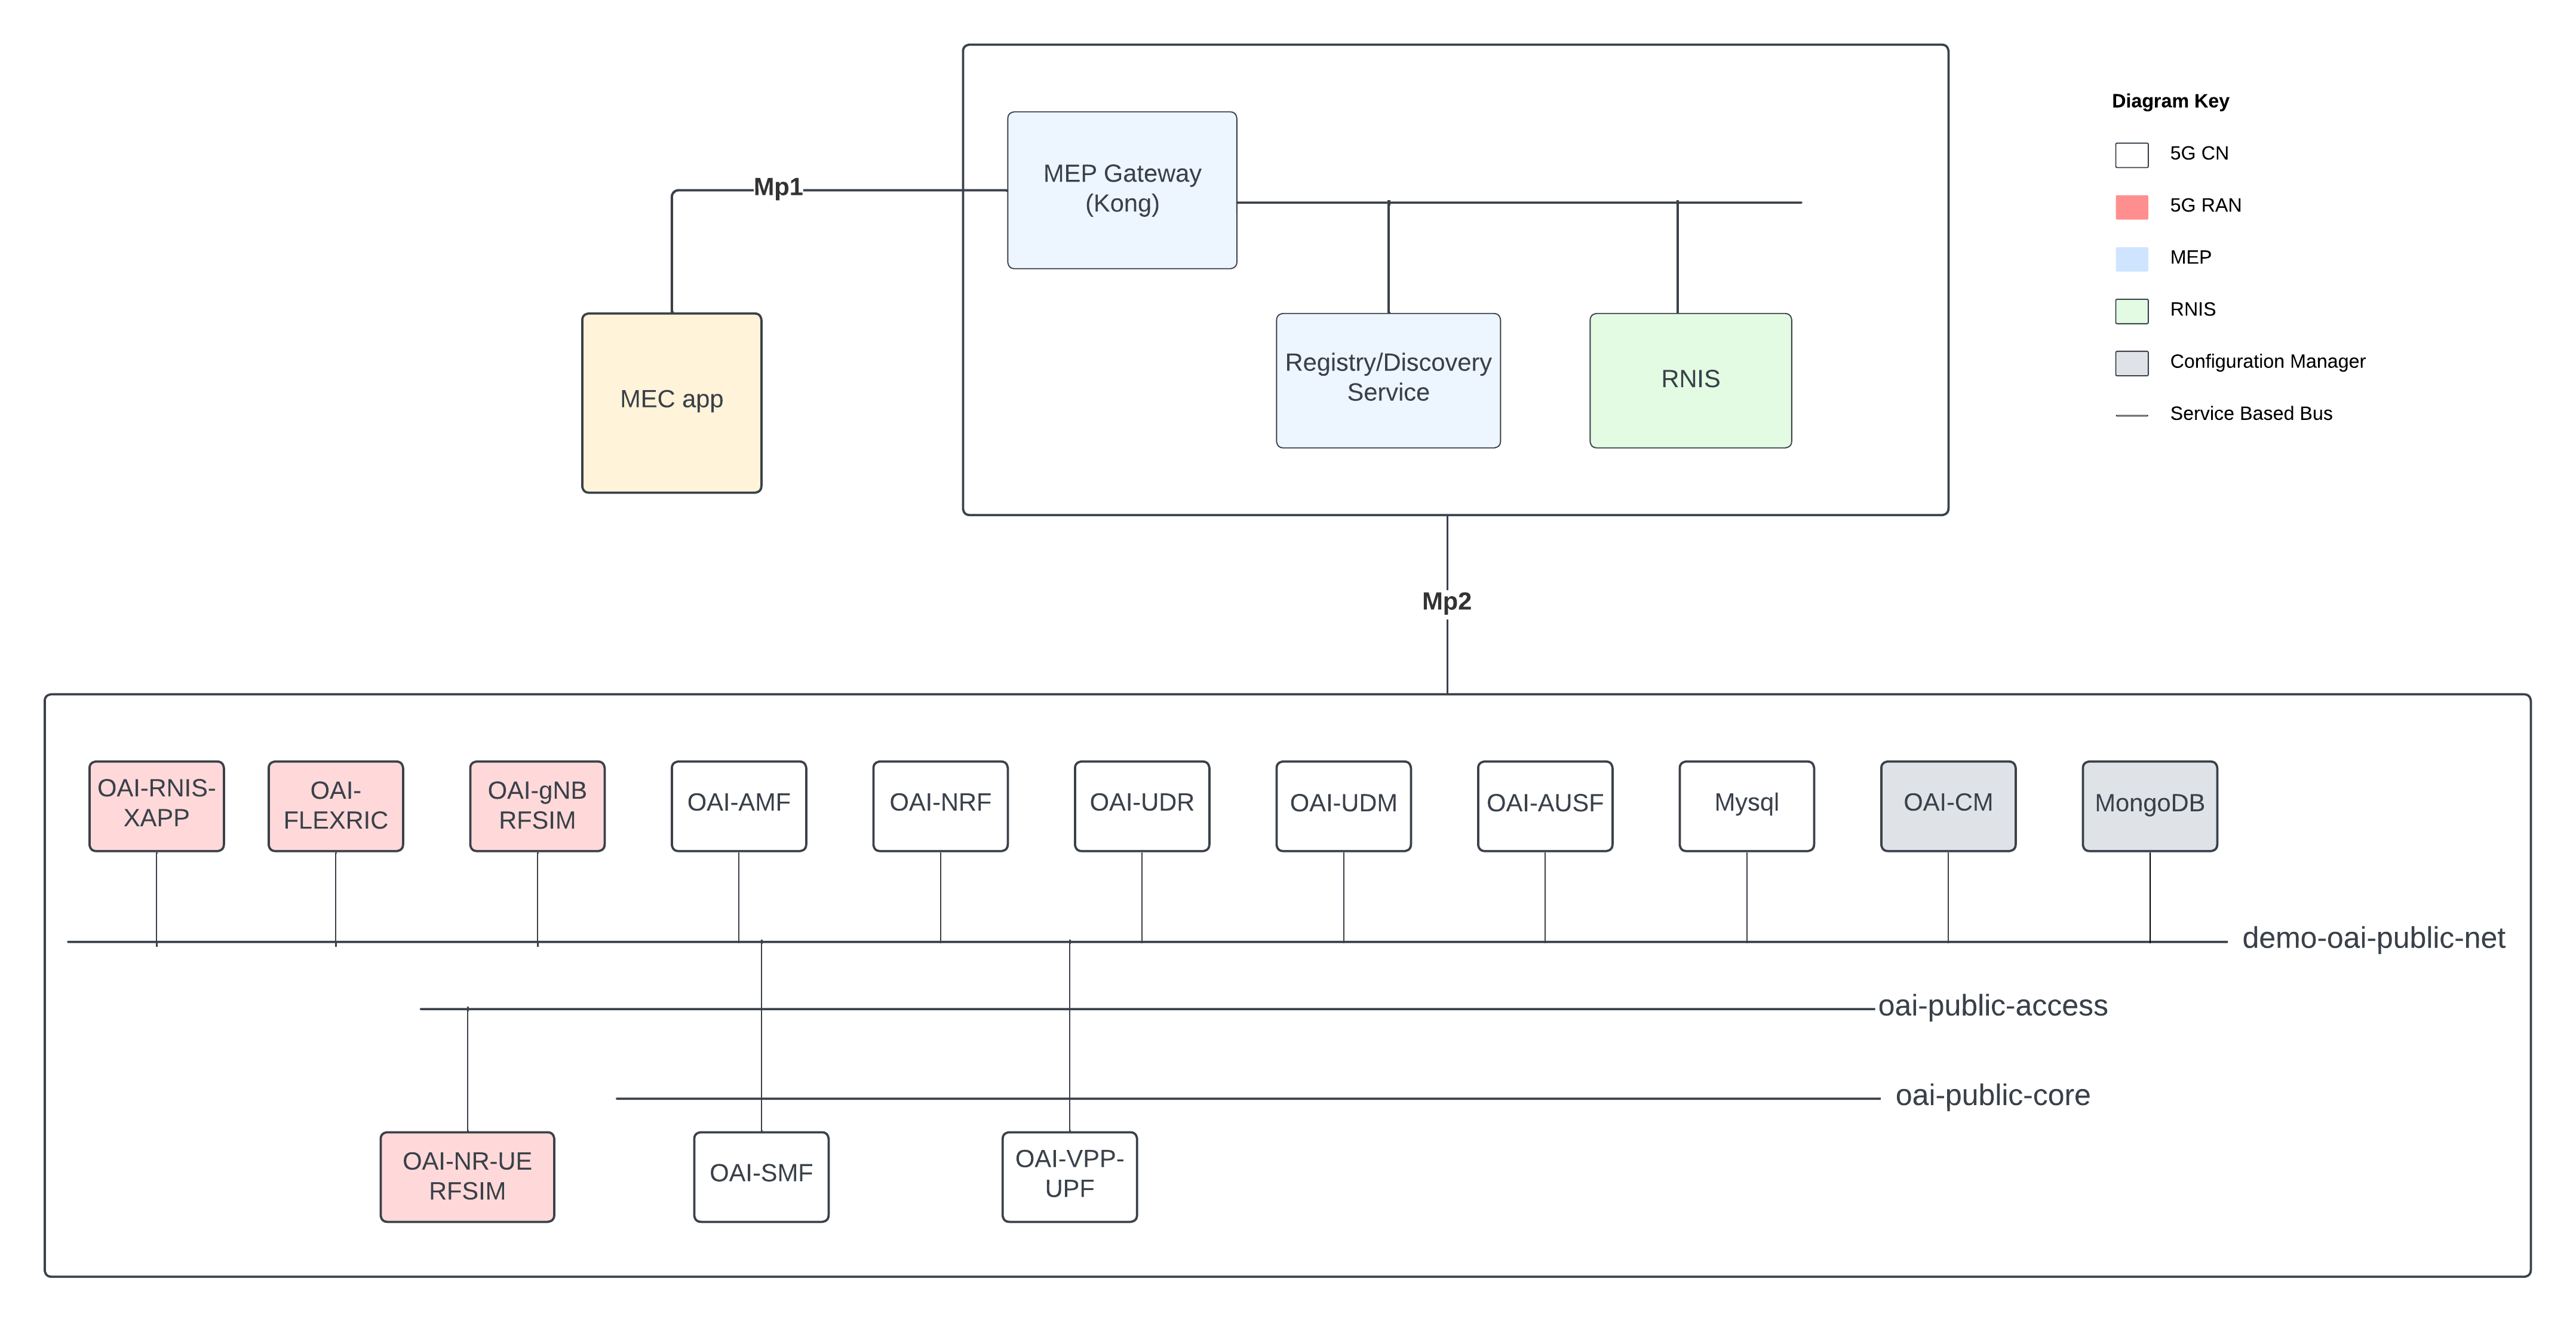 Diagram Key
5G CN
5G RAN
MEP
RNIS
Configuration Manager
Service Based Bus
MEP Gateway
(Kong)
Mp1
Registry/Discovery
Service
RNIS
MEC app
Mp2
OAI-RNIS-
XAPP
OAI-
FLEXRIC
OAI-gNB
RFSIM
OAI-AMF
OAI-NRF
OAI-UDR
OAI-UDM
OAI-AUSF
Mysql
OAI-CM
MongoDB
demo-oai-public-net
oai-public-access
oai-public-core
OAI-NR-UE
RFSIM
OAI-SMF
OAI-VPP-
UPF